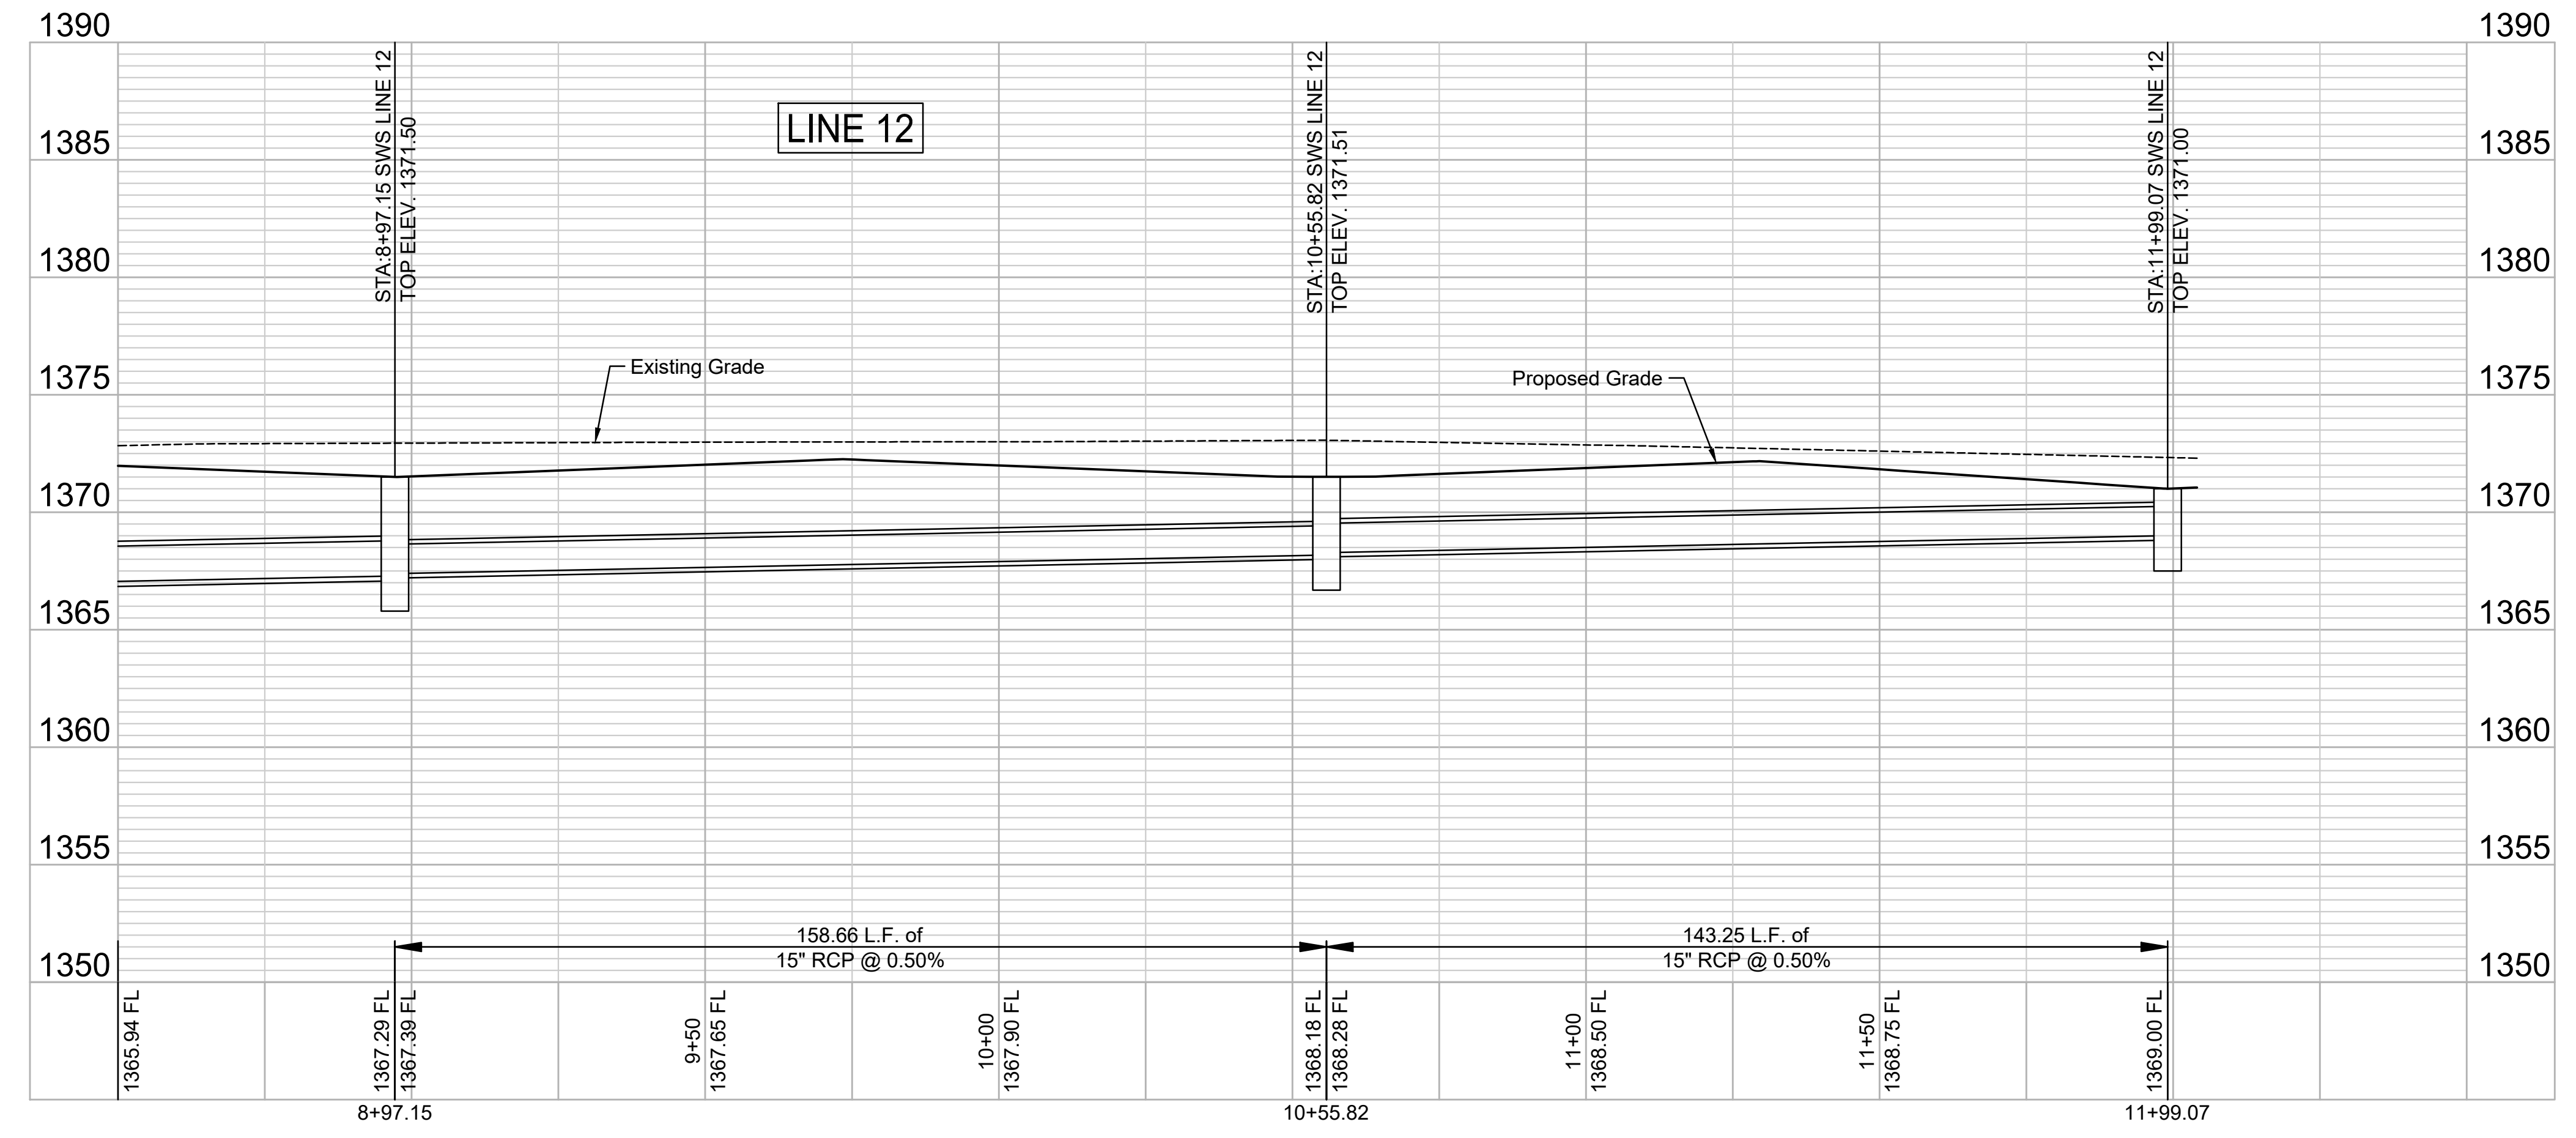 1390
1390
1385
1385
1380
1380
1375
1375
1370
1370
1365
1365
1360
1360
1355
1355
1350
1350
STA:8+97.15 SWS LINE 12
TOP ELEV. 1371.50
LINE 12
STA:10+55.82 SWS LINE 12
TOP ELEV. 1371.51
STA:11+99.07 SWS LINE 12
TOP ELEV. 1371.00
Existing Grade
Proposed Grade
158.66 L.F. of
15" RCP @ 0.50%
143.25 L.F. of
15" RCP @ 0.50%
1365.94 FL
1367.29 FL
1367.39 FL
9+50
1367.65 FL
10+00
1367.90 FL
1368.18 FL
1368.28 FL
11+00
1368.50 FL
11+50
1368.75 FL
1369.00 FL
8+97.15
10+55.82
11+99.07